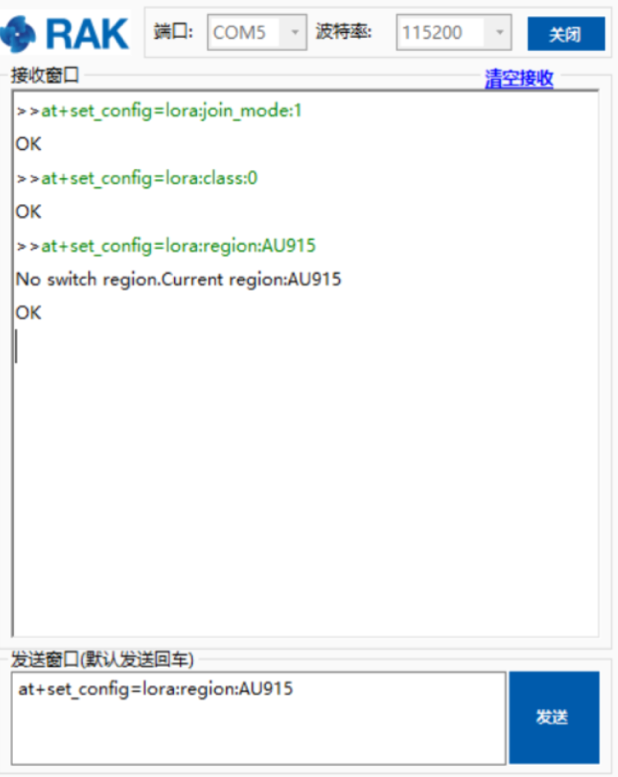 RAK 端口: COM5 波特率: 115200 关闭
接收窗口 清空接收
>>at+set_config=lora:join_mode:1
OK
>>at+set_config=lora:class:0
OK
>>at+set_config=lora:region:AU915
No switch region.Current region:AU915
OK
发送窗口(默认发送回车)
at+set_config=lora:region:AU915
发送